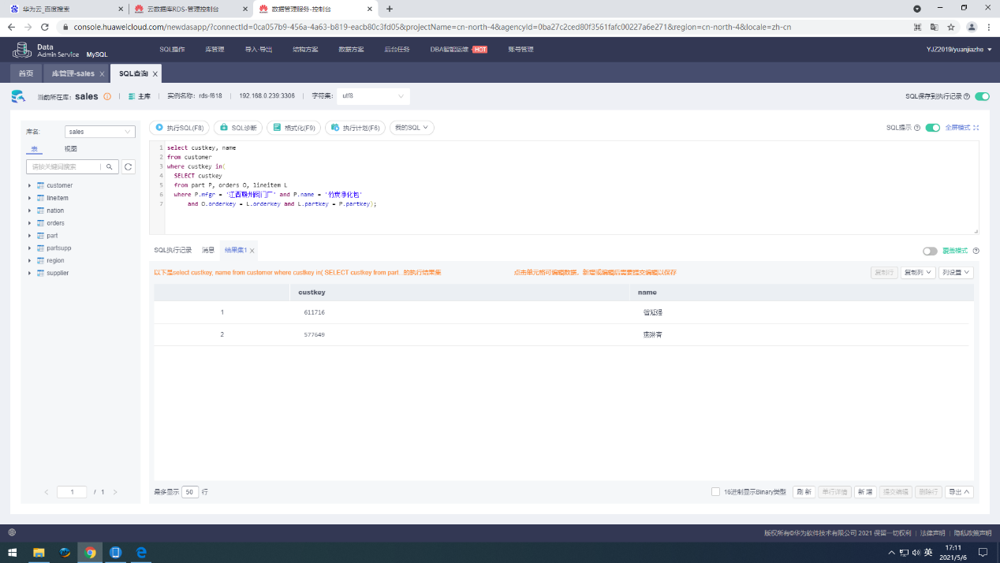 华为云_百度搜索
云数据库RDS-管理控制台
数据管理服务-控制台
console.huaweicloud.com/newdasapp/?connectId=0ca057b9-456a-4a63-b819-eacb80c3fd05&projectName=cn-north-4&agencyId=0ba27c2ced80f3561fafc00227a6e271&region=cn-north-4&locale=zh-cn
Data
Admin Service MySQL
SQL操作 库管理 导入·导出 结构方案 数据方案 后台任务 DBA智能运维 HOT 账号管理
YJZ2019/yuanjiazhe
首页 库管理-sales SQL查询
当前所在库: sales 主库 实例名称: rds-f618 192.168.0.239:3306 字符集: utf8
SQL保存到执行记录
库名: sales
表 视图
请按关键词搜索
customer
lineitem
nation
orders
part
partsupp
region
supplier
1 / 1
执行SQL(F8) SQL诊断 格式化(F9) 执行计划(F6) 我的SQL
SQL提示 全屏模式
1 select custkey, name
2 from customer
3 where custkey in(
4 SELECT custkey
5 from part P, orders O, lineitem L
6 where P.mfgr = '江西赣州阀门厂' and P.name = '竹炭净化包'
7 and O.orderkey = L.orderkey and L.partkey = P.partkey);
SQL执行记录 消息 结果集1
覆盖模式
以下是select custkey, name from customer where custkey in( SELECT custkey from part...的执行结果集
点击单元格可编辑数据，新增或编辑后需要提交编辑以保存
复制行 复制列 列设置
custkey name
1 611716
2 577649
最多显示 50 行
16进制显示Binary类型 刷新 单行详情 新增 提交编辑 删除行 导出
版权所有©华为软件技术有限公司 2021 保留一切权利 | 法律声明 | 隐私政策声明
英
17:11
2021/5/6